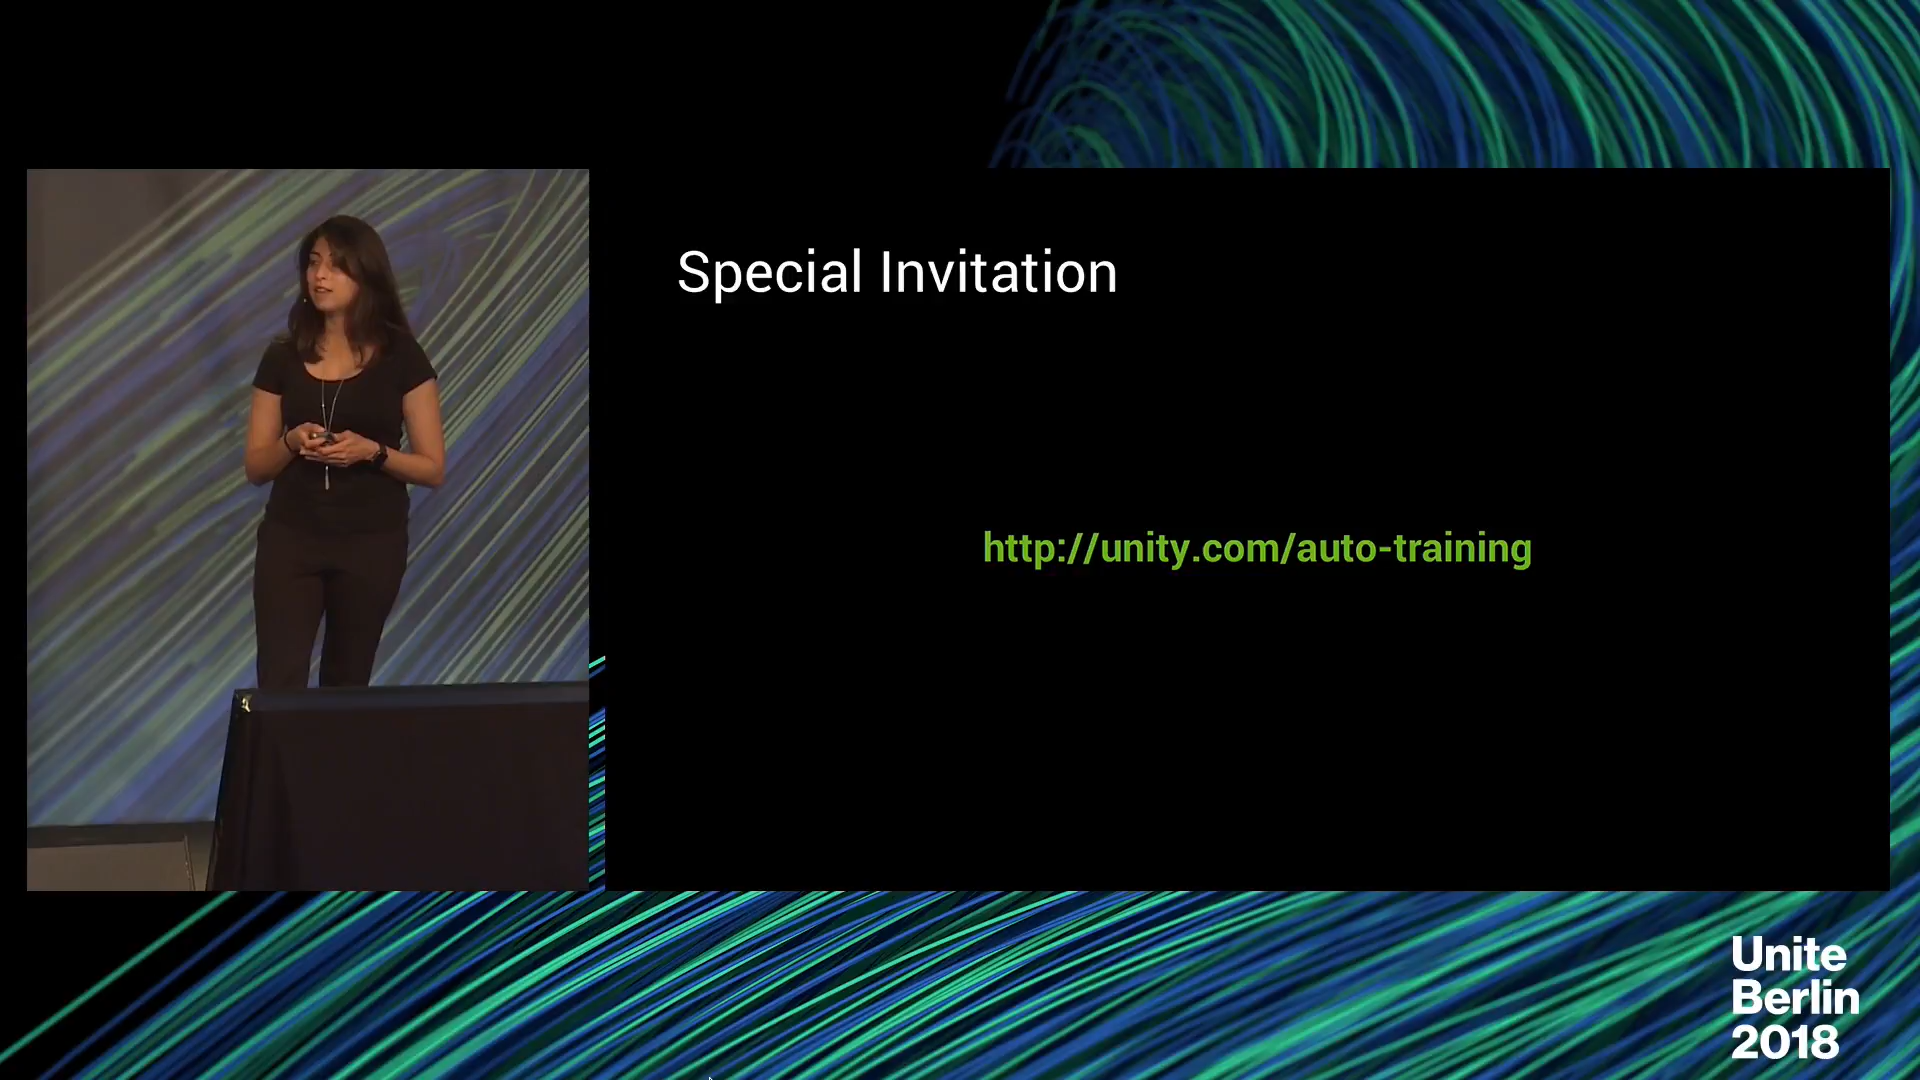 Special Invitation
http://unity.com/auto-training
Unite
Berlin
2018